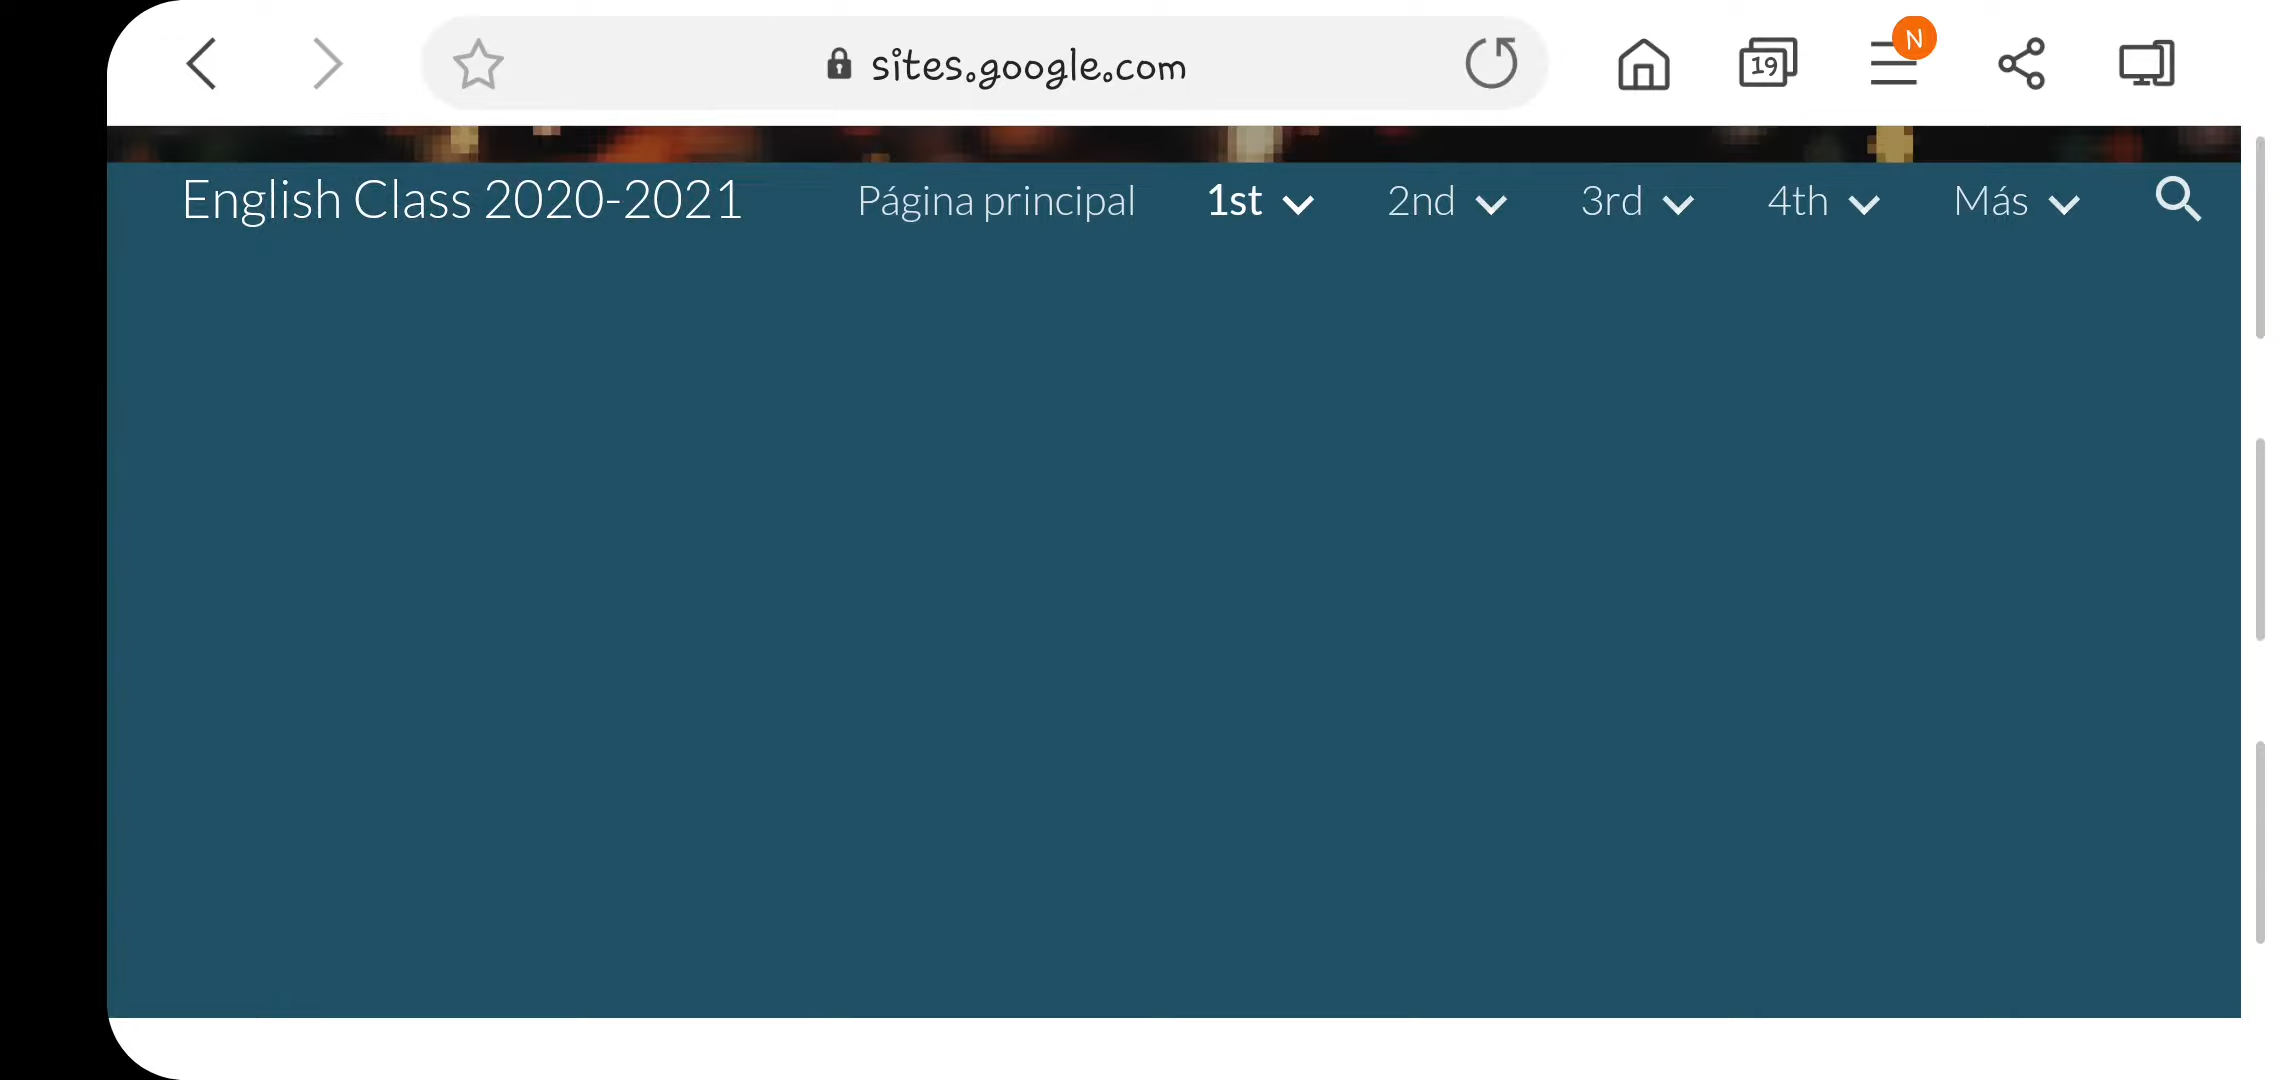 sites.google.com
19
N
English Class 2020-2021
Página principal
1st
2nd
3rd
4th
Más